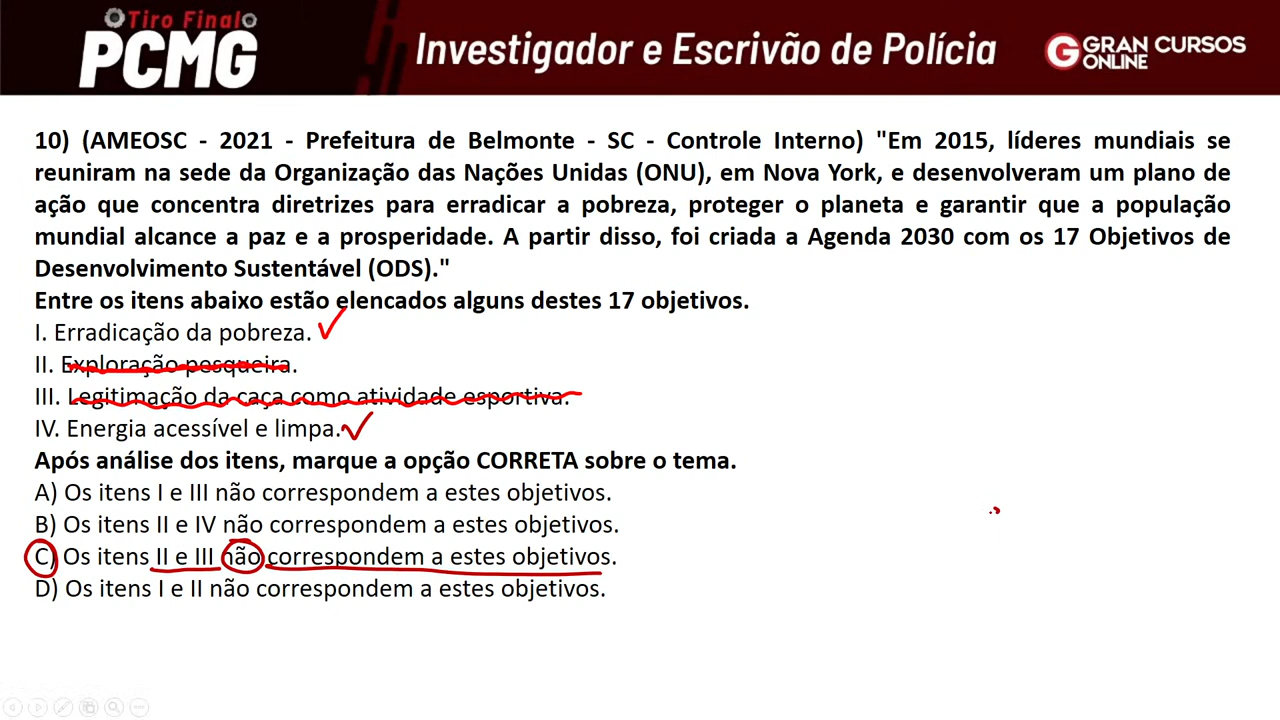 Tiro Final
PCMG
Investigador e Escrivão de Polícia
GRAN CURSOS
ONLINE
10) (AMEOSC - 2021 - Prefeitura de Belmonte - SC - Controle Interno) "Em 2015, líderes mundiais se
reuniram na sede da Organização das Nações Unidas (ONU), em Nova York, e desenvolveram um plano de
ação que concentra diretrizes para erradicar a pobreza, proteger o planeta e garantir que a população
mundial alcance a paz e a prosperidade. A partir disso, foi criada a Agenda 2030 com os 17 Objetivos de
Desenvolvimento Sustentável (ODS)."
Entre os itens abaixo estão elencados alguns destes 17 objetivos.
I. Erradicação da pobreza.
II. Exploração pesqueira.
III. Legitimação da caça como atividade esportiva.
IV. Energia acessível e limpa.
Após análise dos itens, marque a opção CORRETA sobre o tema.
A) Os itens I e III não correspondem a estes objetivos.
B) Os itens II e IV não correspondem a estes objetivos.
C) Os itens II e III não correspondem a estes objetivos.
D) Os itens I e II não correspondem a estes objetivos.